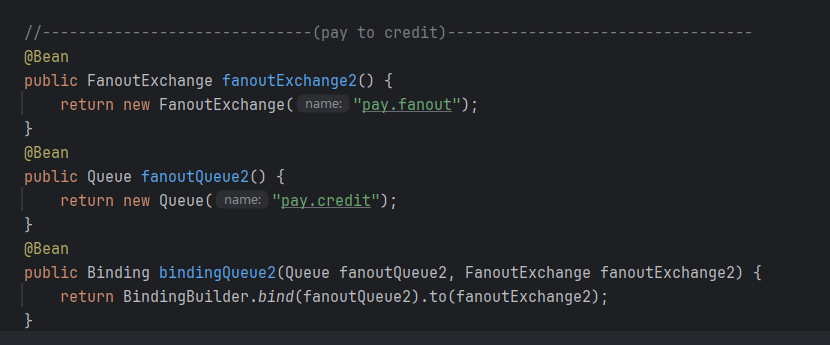 //------------------------------(pay to credit)----------------------------------
@Bean
public FanoutExchange fanoutExchange2() {
    return new FanoutExchange( name: "pay.fanout");
}
@Bean
public Queue fanoutQueue2() {
    return new Queue( name: "pay.credit");
}
@Bean
public Binding bindingQueue2(Queue fanoutQueue2, FanoutExchange fanoutExchange2) {
    return BindingBuilder.bind(fanoutQueue2).to(fanoutExchange2);
}